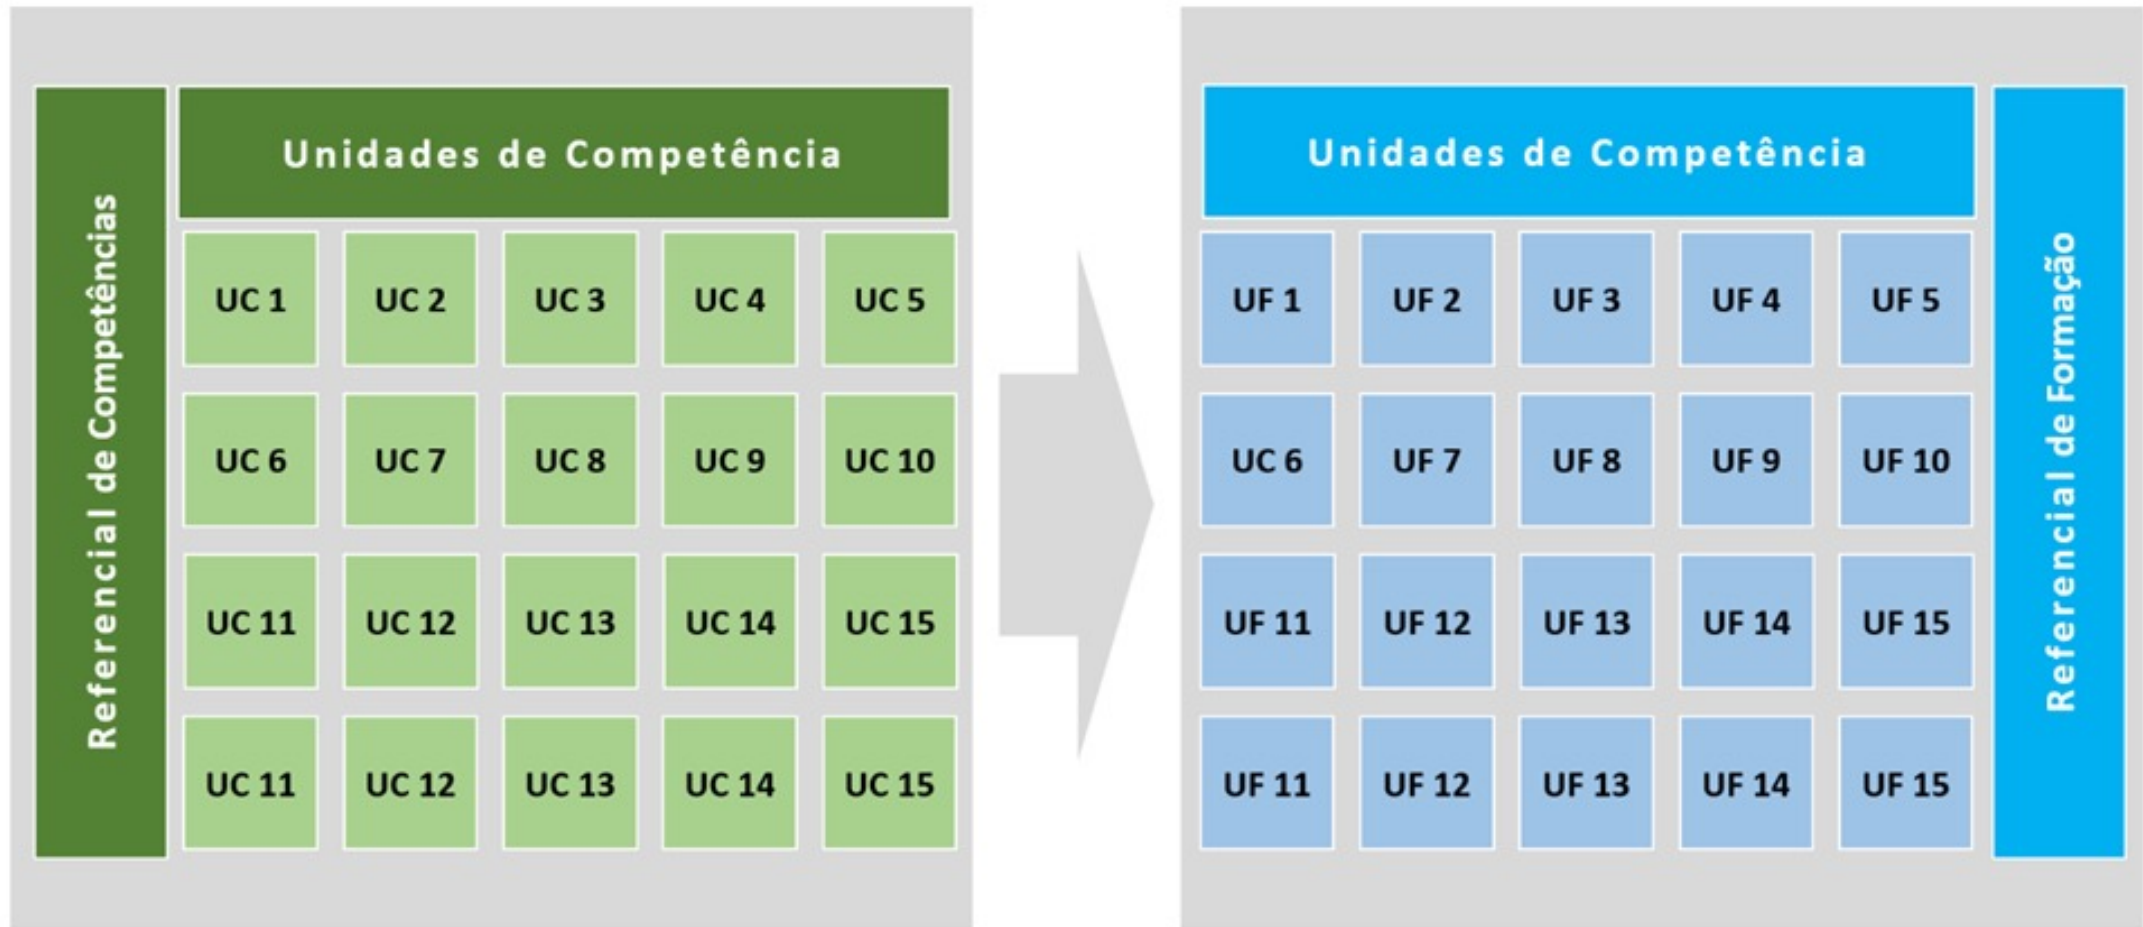 Referencial de Competências
Unidades de Competência
UC 1 UC 2 UC 3 UC 4 UC 5
UC 6 UC 7 UC 8 UC 9 UC 10
UC 11 UC 12 UC 13 UC 14 UC 15
UC 11 UC 12 UC 13 UC 14 UC 15
Unidades de Competência
UF 1 UF 2 UF 3 UF 4 UF 5
UC 6 UF 7 UF 8 UF 9 UF 10
UF 11 UF 12 UF 13 UF 14 UF 15
UF 11 UF 12 UF 13 UF 14 UF 15
Referencial de Formação